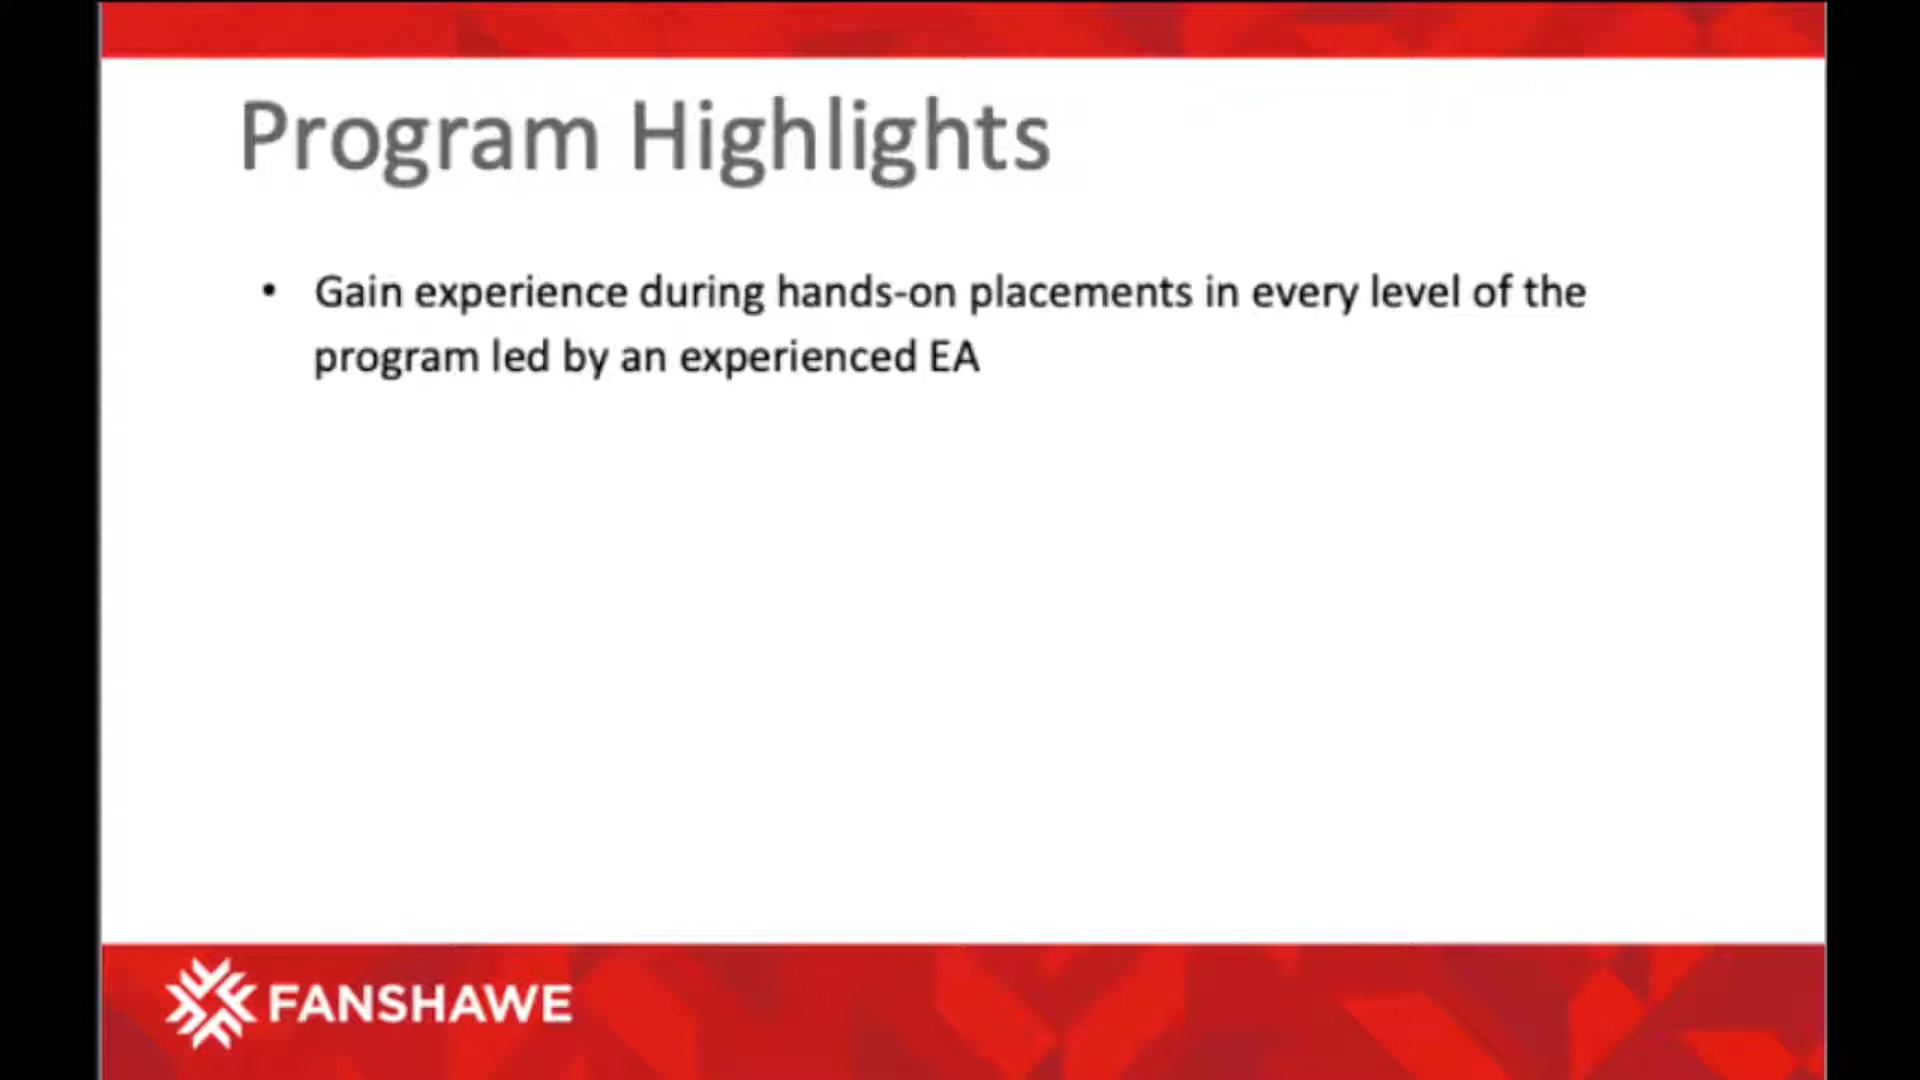 Program Highlights
• Gain experience during hands-on placements in every level of the
program led by an experienced EA
FANSHAWE